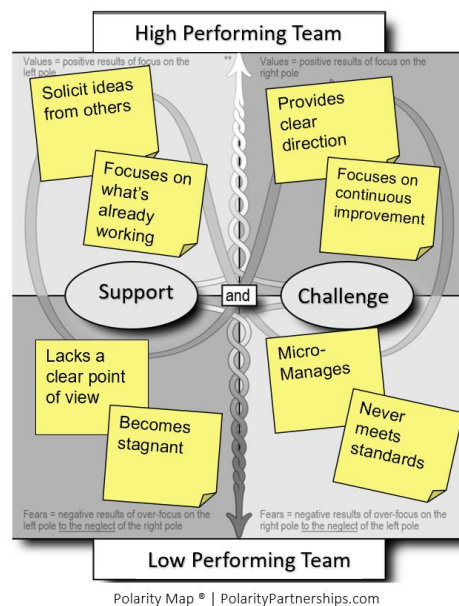 High Performing Team
Values = positive results of focus on the
left pole
**
Values = positive results of focus on the
right pole
Solicit ideas
from others
Focuses on
what's
already
working
Provides
clear
direction
Focuses on
continuous
improvement
Support
and
Challenge
Lacks a
clear point
of view
Becomes
stagnant
Micro-
Manages
Never
meets
standards
Fears = negative results of over-focus on the
left pole to the neglect of the right pole
Fears = negative results of over-focus on the
right pole to the neglect of the left pole
Low Performing Team
Polarity Map ® | PolarityPartnerships.com